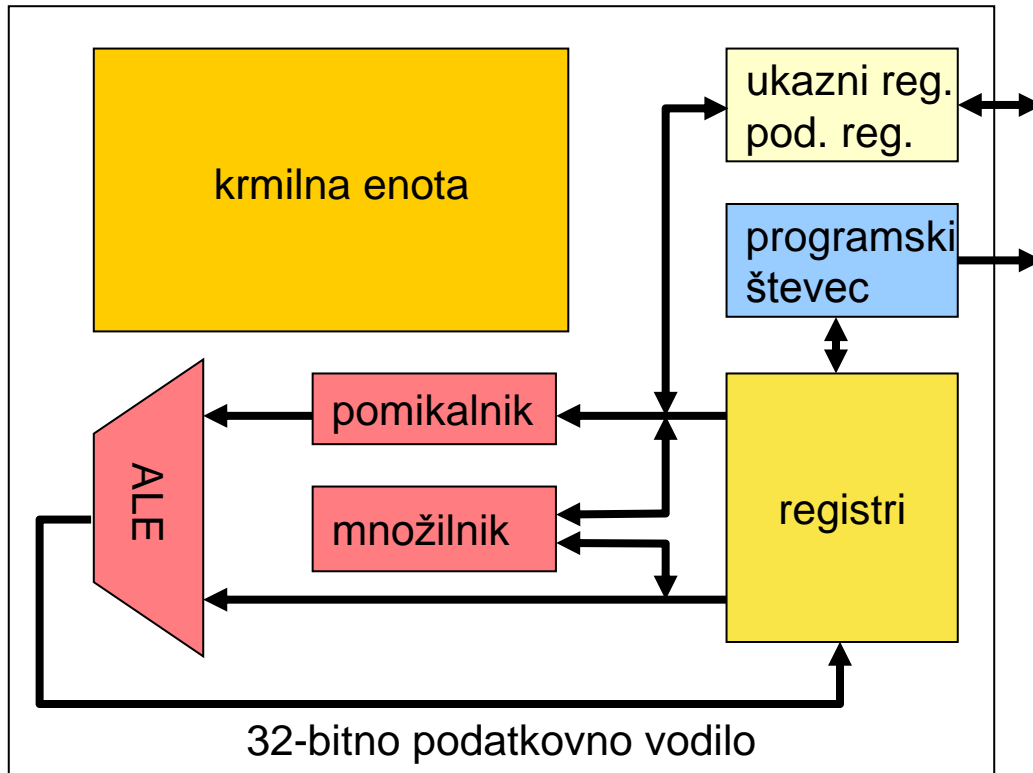 ukazni reg.
pod. reg.
krmilna enota
programski
števec
pomikalnik
ALE
množilnik
registri
32-bitno podatkovno vodilo